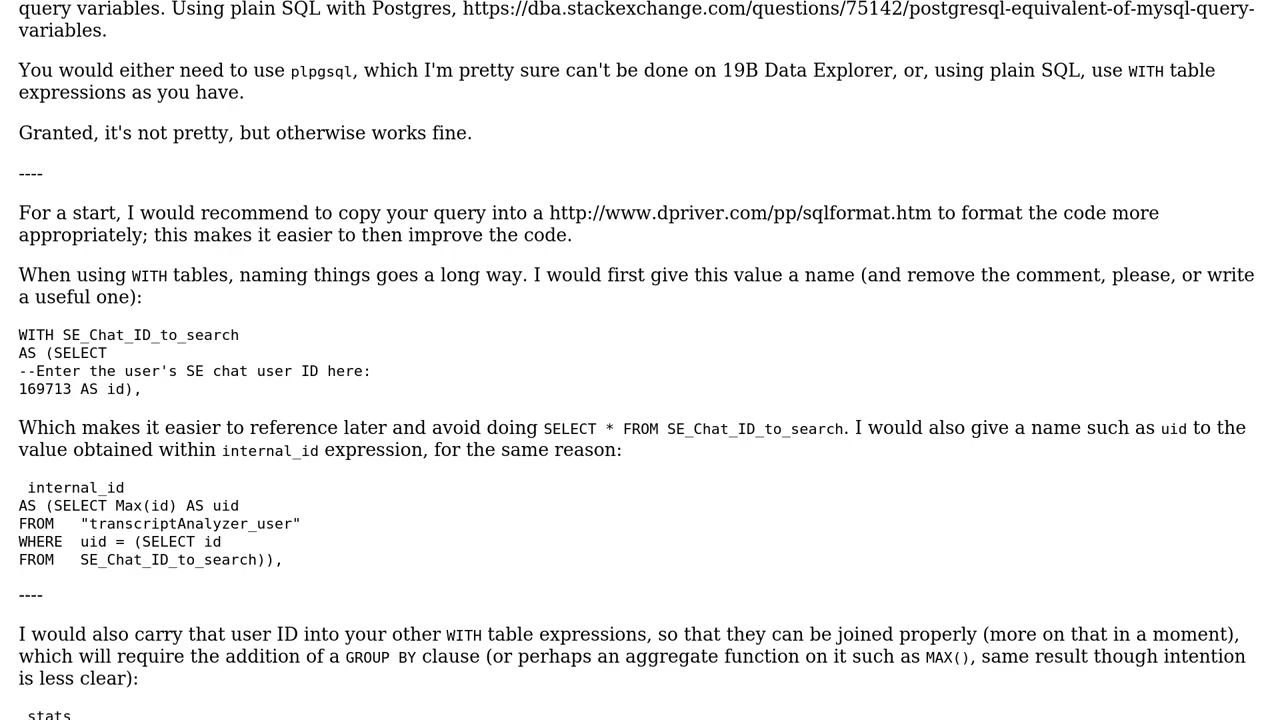 query variables. Using plain SQL with Postgres, https://dba.stackexchange.com/questions/75142/postgresql-equivalent-of-mysql-query-
variables.
You would either need to use plpgsql, which I'm pretty sure can't be done on 19B Data Explorer, or, using plain SQL, use WITH table
expressions as you have.
Granted, it's not pretty, but otherwise works fine.
----
For a start, I would recommend to copy your query into a http://www.dpriver.com/pp/sqlformat.htm to format the code more
appropriately; this makes it easier to then improve the code.
When using WITH tables, naming things goes a long way. I would first give this value a name (and remove the comment, please, or write
a useful one):
WITH SE_Chat_ID_to_search
AS (SELECT
--Enter the user's SE chat user ID here:
169713 AS id),
Which makes it easier to reference later and avoid doing SELECT * FROM SE_Chat_ID_to_search. I would also give a name such as uid to the
value obtained within internal_id expression, for the same reason:
internal_id
AS (SELECT Max(id) AS uid
FROM   "transcriptAnalyzer_user"
WHERE  uid = (SELECT id
FROM   SE_Chat_ID_to_search)),
----
I would also carry that user ID into your other WITH table expressions, so that they can be joined properly (more on that in a moment),
which will require the addition of a GROUP BY clause (or perhaps an aggregate function on it such as MAX(), same result though intention
is less clear):
stats